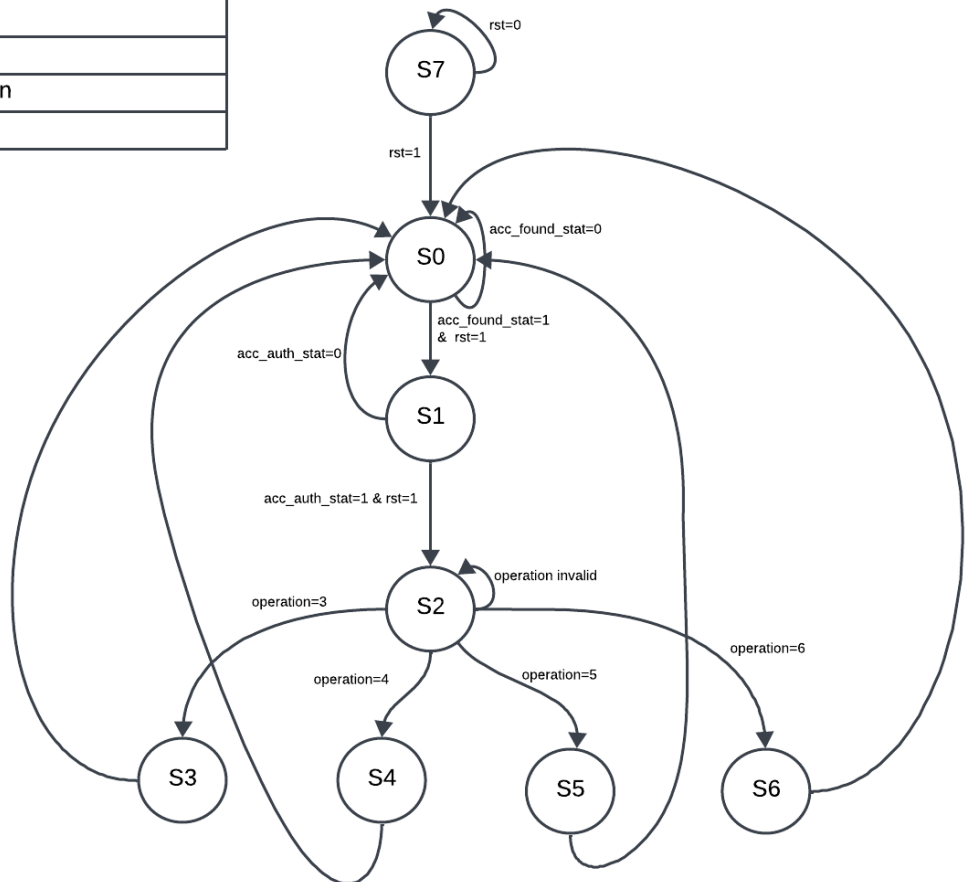 n
rst=0
S7
rst=1
acc_found_stat=0
S0
acc_found_stat=1
& rst=1
acc_auth_stat=0
S1
acc_auth_stat=1 & rst=1
operation invalid
S2
operation=3
operation=6
operation=4
operation=5
S3
S4
S5
S6